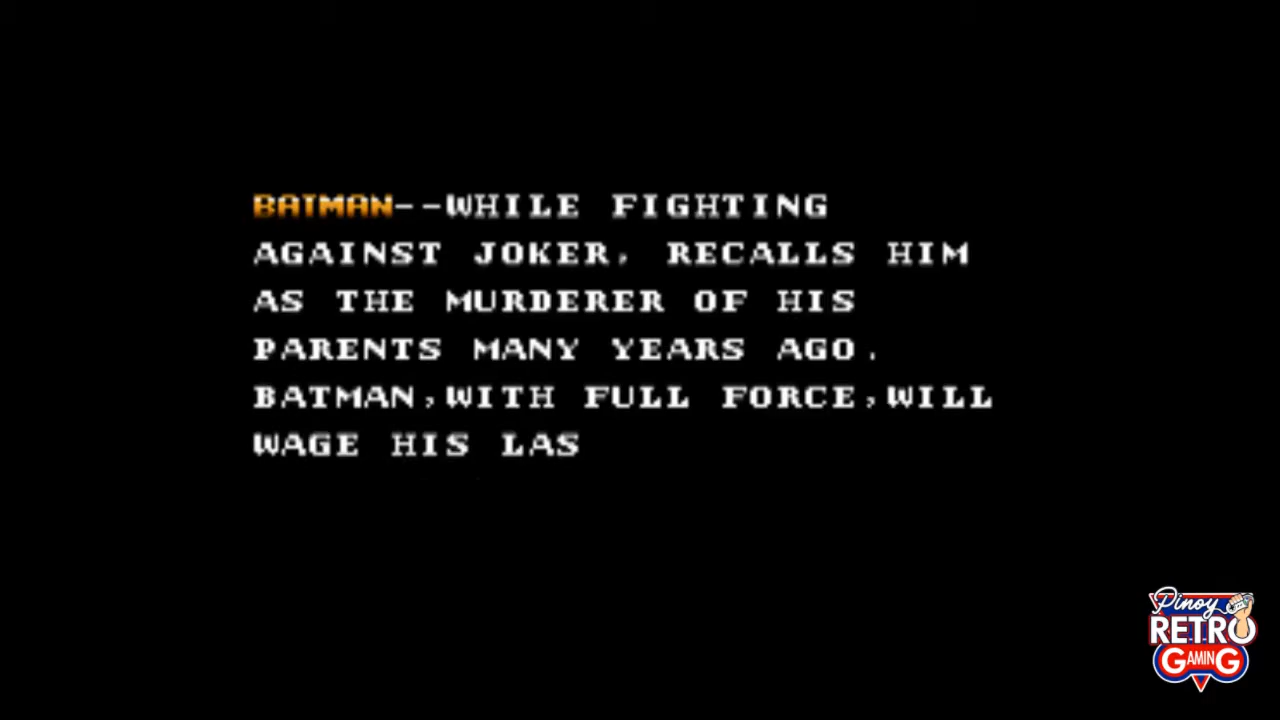 BATMAN--WHILE FIGHTING
AGAINST JOKER, RECALLS HIM
AS THE MURDERER OF HIS
PARENTS MANY YEARS AGO.
BATMAN,WITH FULL FORCE,WILL
WAGE HIS LAS
Pinoy
RETRO
GAMING